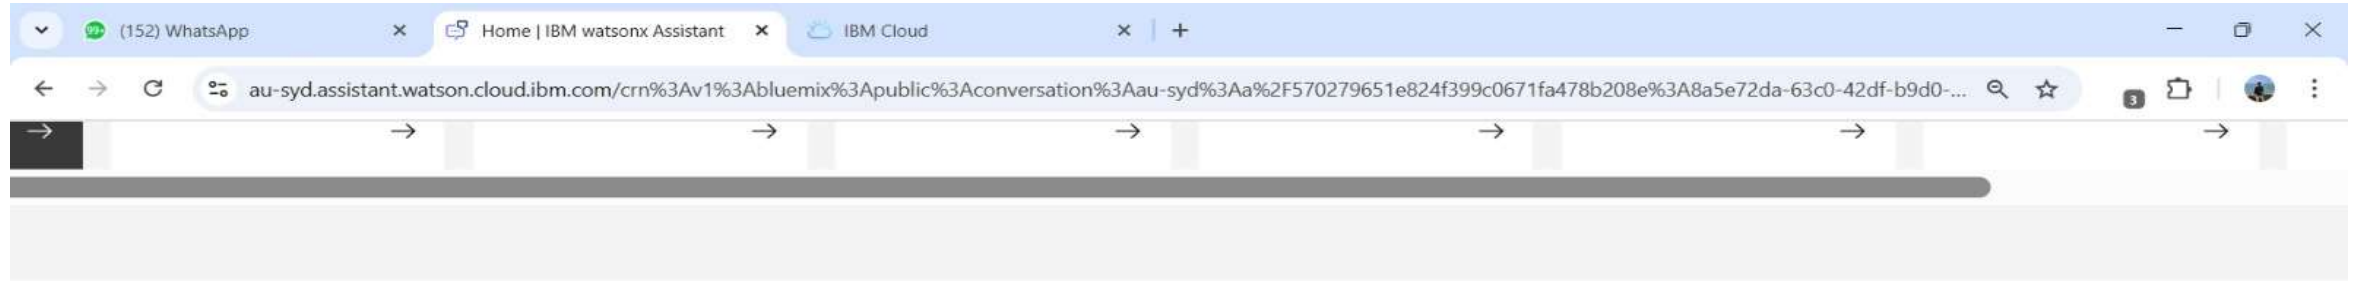 (152) WhatsApp
Home | IBM watsonx Assistant
IBM Cloud
au-syd.assistant.watson.cloud.ibm.com/crn%3Av1%3Abluemix%3Apublic%3Aconversation%3Aau-syd%3Aa%2F570279651e824f399c0671fa478b208e%3A8a5e72da-63c0-42df-b9d0-...
3